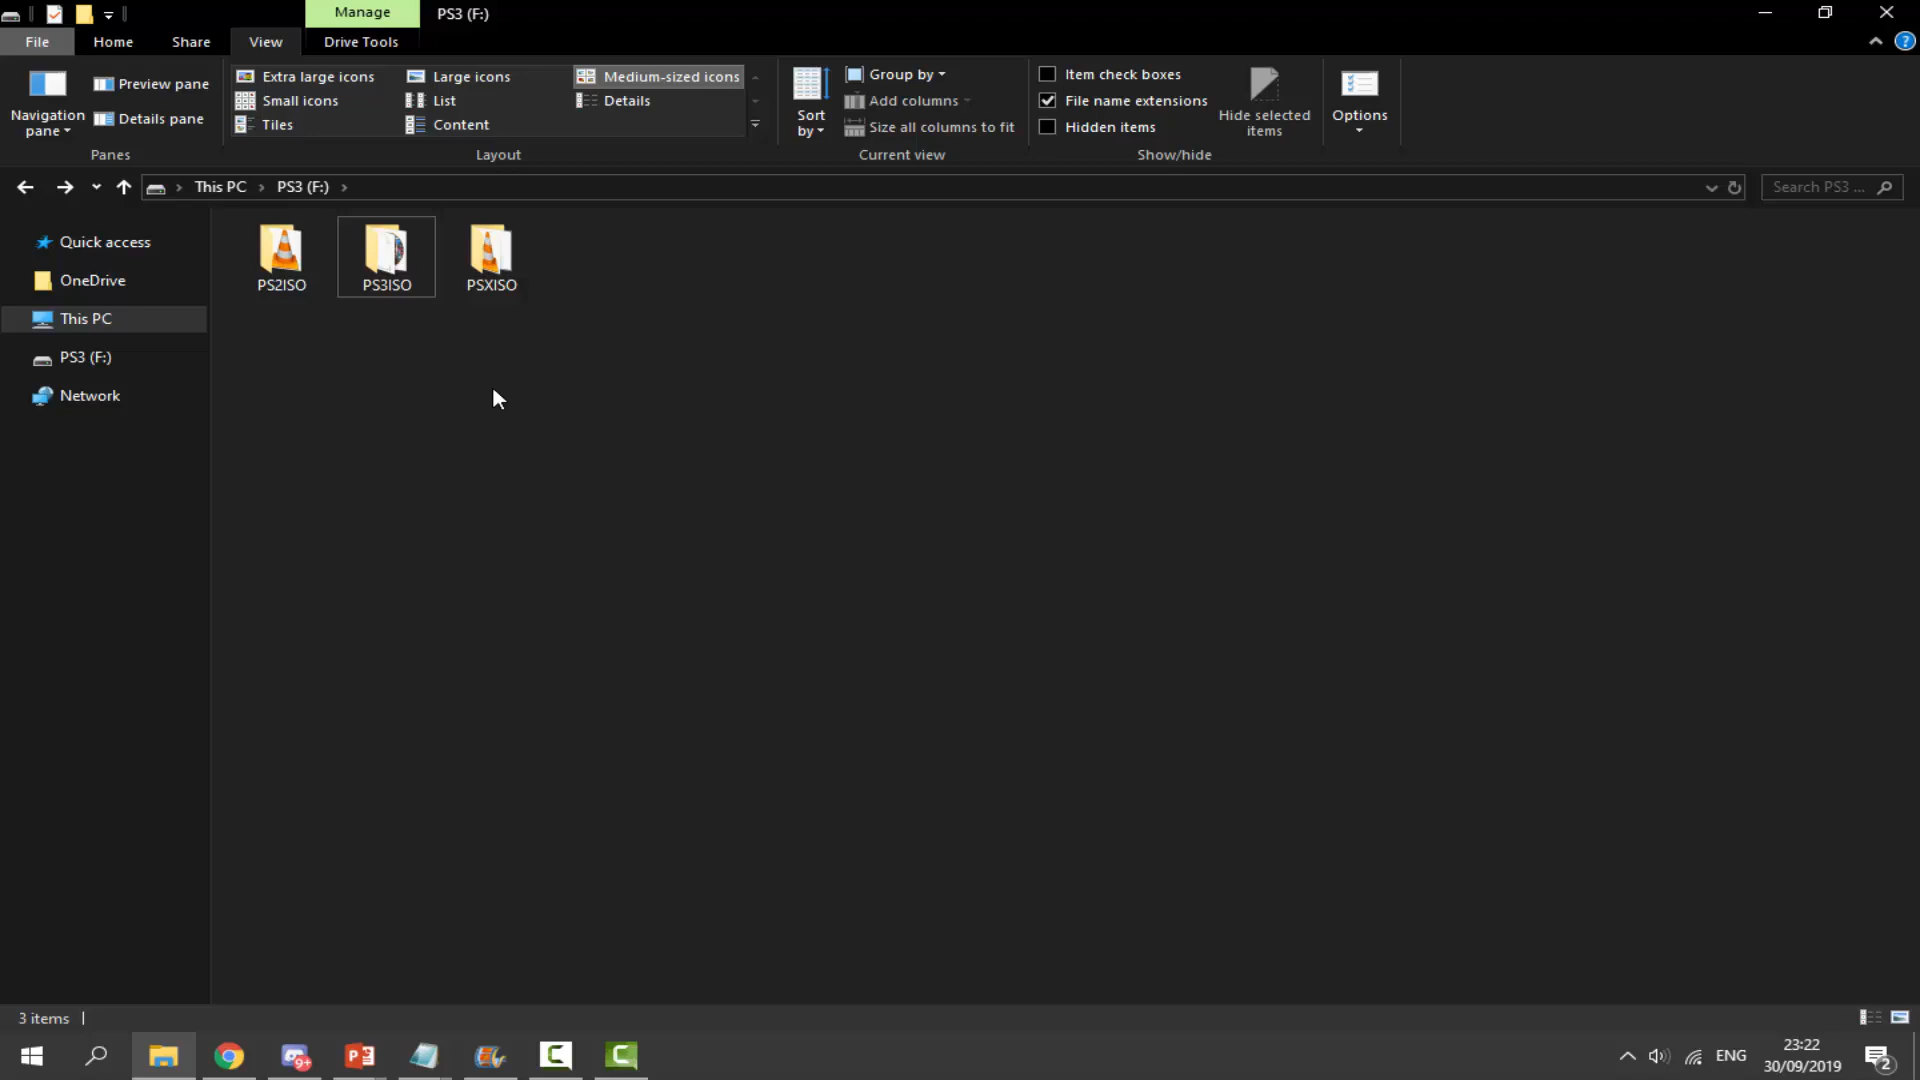 Manage
PS3 (F:)
File
Home
Share
View
Drive Tools
Navigation pane
Preview pane
Details pane
Panes
Extra large icons
Large icons
Medium-sized icons
Small icons
List
Details
Tiles
Content
Layout
Sort by
Group by
Add columns
Size all columns to fit
Current view
Item check boxes
File name extensions
Hidden items
Hide selected items
Show/hide
Options
This PC
PS3 (F:)
Search PS3 ...
Quick access
OneDrive
This PC
PS3 (F:)
Network
PS2ISO
PS3ISO
PSXISO
3 items
9+
ENG
23:22
30/09/2019
2